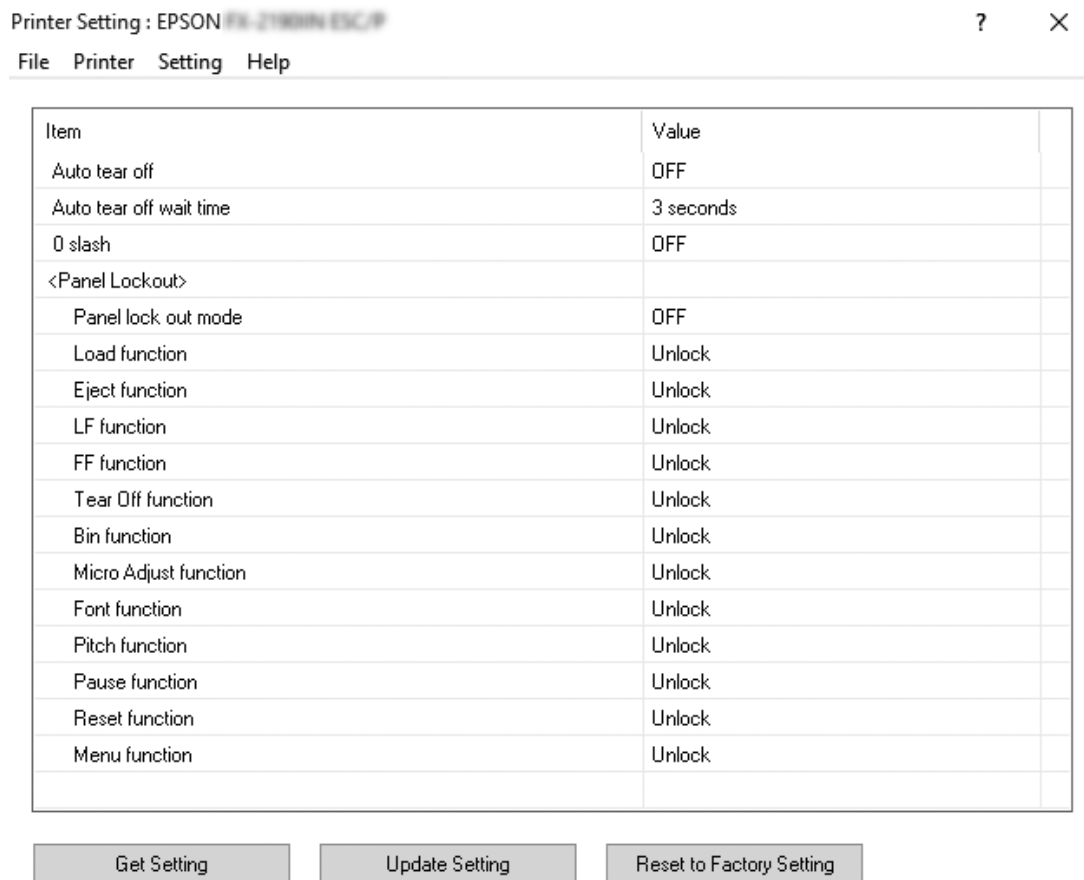 Printer Setting : EPSON
?
File Printer Setting Help
Item Value
Auto tear off OFF
Auto tear off wait time 3 seconds
0 slash OFF
<Panel Lockout>
Panel lock out mode OFF
Load function Unlock
Eject function Unlock
LF function Unlock
FF function Unlock
Tear Off function Unlock
Bin function Unlock
Micro Adjust function Unlock
Font function Unlock
Pitch function Unlock
Pause function Unlock
Reset function Unlock
Menu function Unlock
Get Setting Update Setting Reset to Factory Setting